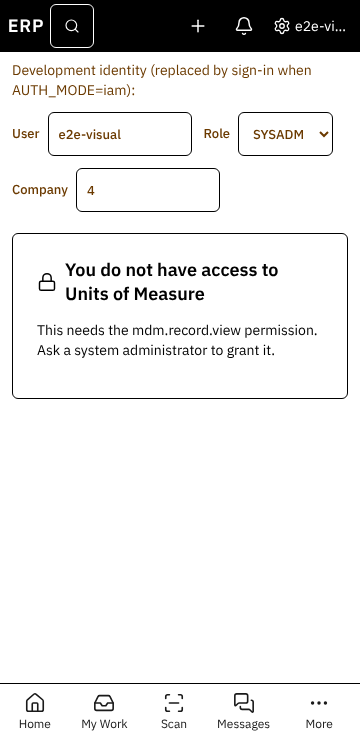 ERP
e2e-vi...
Development identity (replaced by sign-in when
AUTH_MODE=iam):
User e2e-visual Role SYSADM
Company 4
You do not have access to
Units of Measure
This needs the mdm.record.view permission.
Ask a system administrator to grant it.
Home My Work Scan Messages More